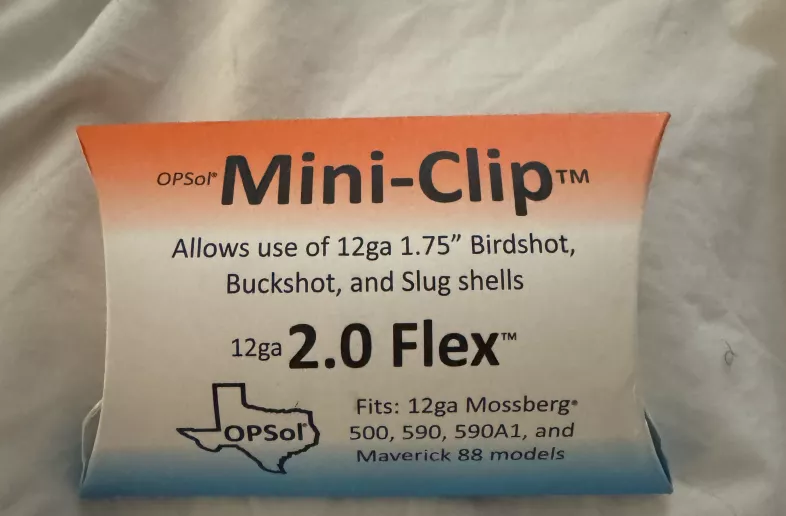 OPSol® Mini-Clip™
Allows use of 12ga 1.75” Birdshot,
Buckshot, and Slug shells
12ga 2.0 Flex™
OPSol®
Fits: 12ga Mossberg®
500, 590, 590A1, and
Maverick 88 models